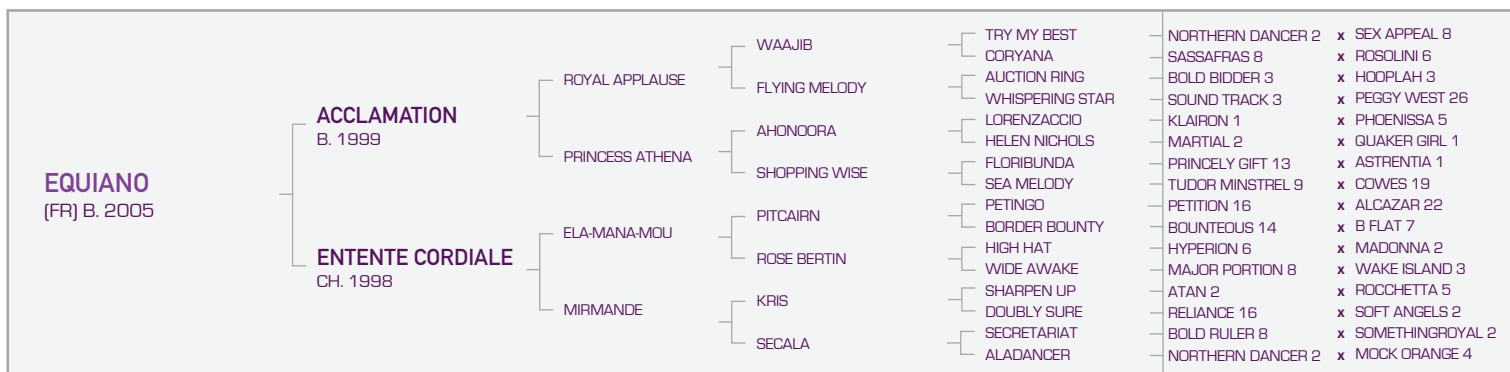 EQUIANO
(FR) B. 2005
ACCLAMATION
B. 1999
ENTENTE CORDIALE
CH. 1998
ROYAL APPLAUSE
PRINCESS ATHENA
ELA-MANA-MOU
MIRMANDE
WAAJIB
FLYING MELODY
AHONOORA
SHOPPING WISE
PITCAIRN
ROSE BERTIN
KRIS
SECALA
TRY MY BEST
CORYANA
AUCTION RING
WHISPERING STAR
LORENZACCIO
HELEN NICHOLS
FLORIBUNDA
SEA MELODY
PETINGO
BORDER BOUNTY
HIGH HAT
WIDE AWAKE
SHARPEN UP
DOUBLY SURE
SECRETARIAT
ALADANCER
NORTHERN DANCER 2 x SEX APPEAL 8
SASSAFRAS 8 x ROSOLINI 6
BOLD BIDDER 3 x HOOPLAH 3
SOUND TRACK 3 x PEGGY WEST 26
KLAIRON 1 x PHOENISSA 5
MARTIAL 2 x QUAKER GIRL 1
PRINCELY GIFT 13 x ASTRENTIA 1
TUDOR MINSTREL 9 x COWES 19
PETITION 16 x ALCAZAR 22
BOUNTEOUS 14 x B FLAT 7
HYPERION 6 x MADONNA 2
MAJOR PORTION 8 x WAKE ISLAND 3
ATAN 2 x ROCCHETTA 5
RELIANCE 16 x SOFT ANGELS 2
BOLD RULER 8 x SOMETHINGROYAL 2
NORTHERN DANCER 2 x MOCK ORANGE 4